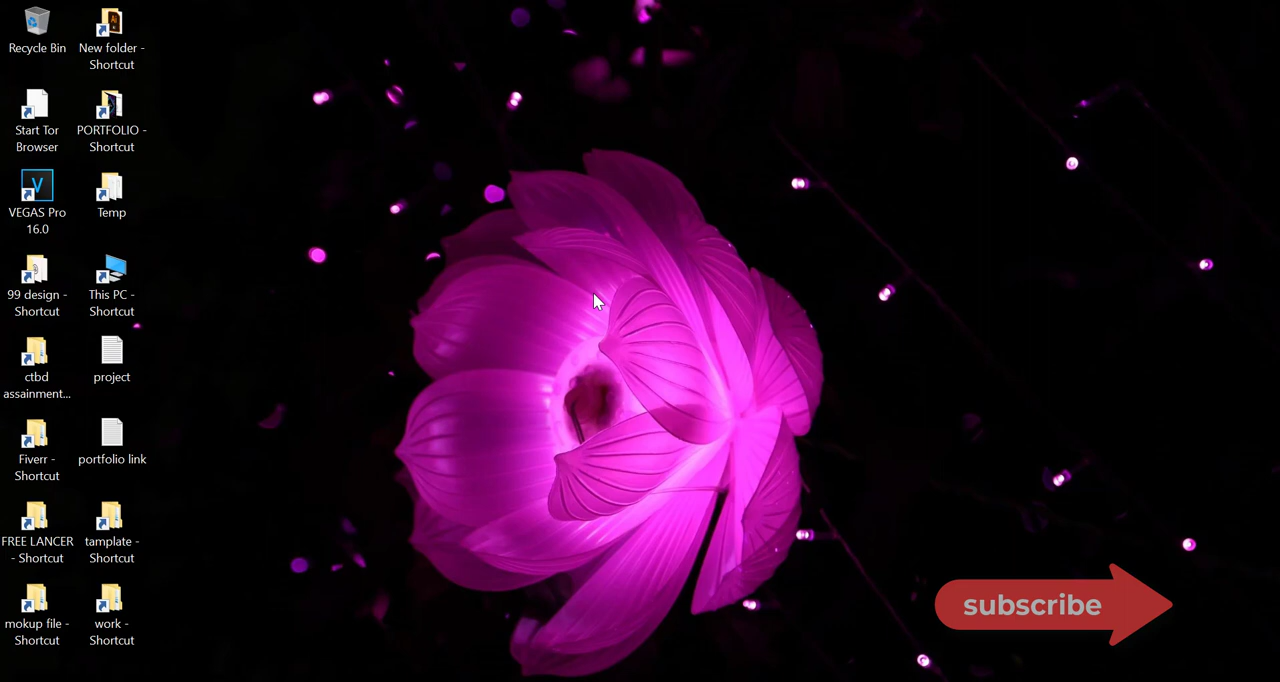 Recycle Bin
New folder -
Shortcut
Start Tor
Browser
PORTFOLIO -
Shortcut
VEGAS Pro
16.0
Temp
99 design -
Shortcut
This PC -
Shortcut
ctbd
assainment...
project
Fiverr -
Shortcut
portfolio link
FREE LANCER
- Shortcut
tamplate -
Shortcut
mokup file -
Shortcut
work -
Shortcut
V
Ai
subscribe